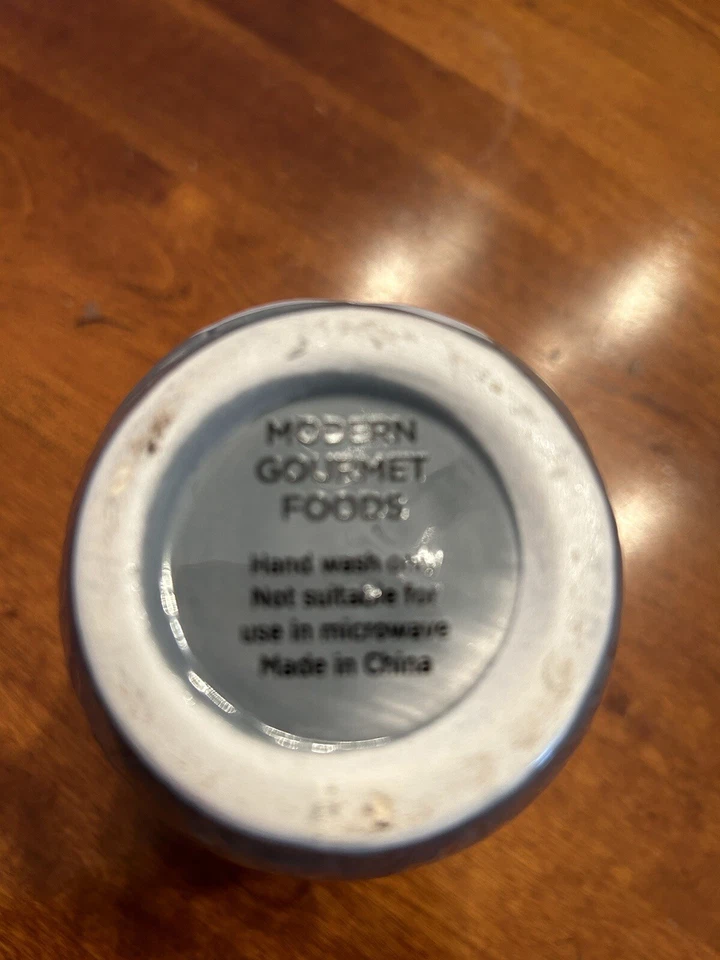 MODERN
GOURMET
FOODS
Hand wash only
Not suitable for
use in microwave
Made in China